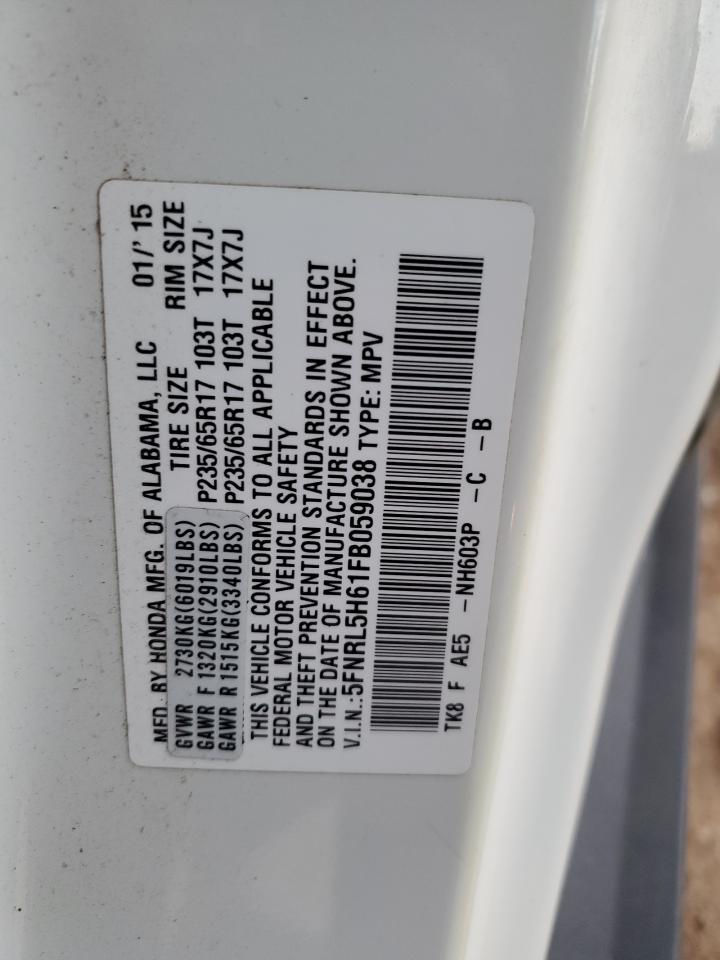 MFD. BY HONDA MFG. OF ALABAMA, LLC 01/' 15
TIRE SIZE RIM SIZE
GVWR 2730KG(6019LBS)
GAWR F 1320KG(2910LBS) P235/65R17 103T 17X7J
GAWR R 1515KG(3340LBS) P235/65R17 103T 17X7J
THIS VEHICLE CONFORMS TO ALL APPLICABLE
FEDERAL MOTOR VEHICLE SAFETY
AND THEFT PREVENTION STANDARDS IN EFFECT
ON THE DATE OF MANUFACTURE SHOWN ABOVE.
V.I.N.:5FNRL5H61FB059038 TYPE: MPV
TK8 F AE5 -NH603P -C -B